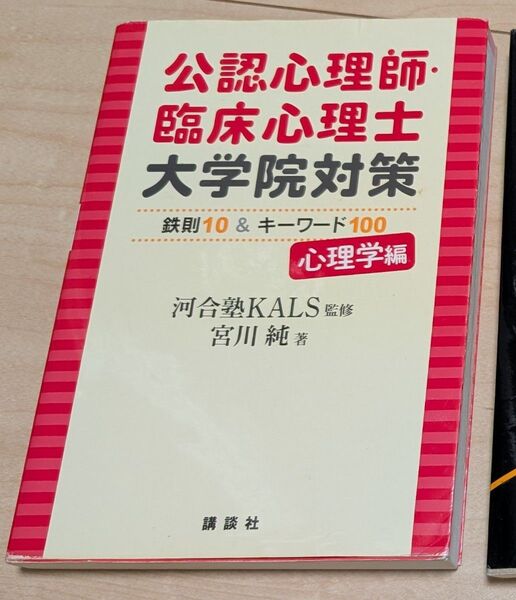 公認心理師・
臨床心理士
大学院対策
鉄則10 & キーワード100
心理学編
河合塾KALS 監修
宮川 純 著
講談社